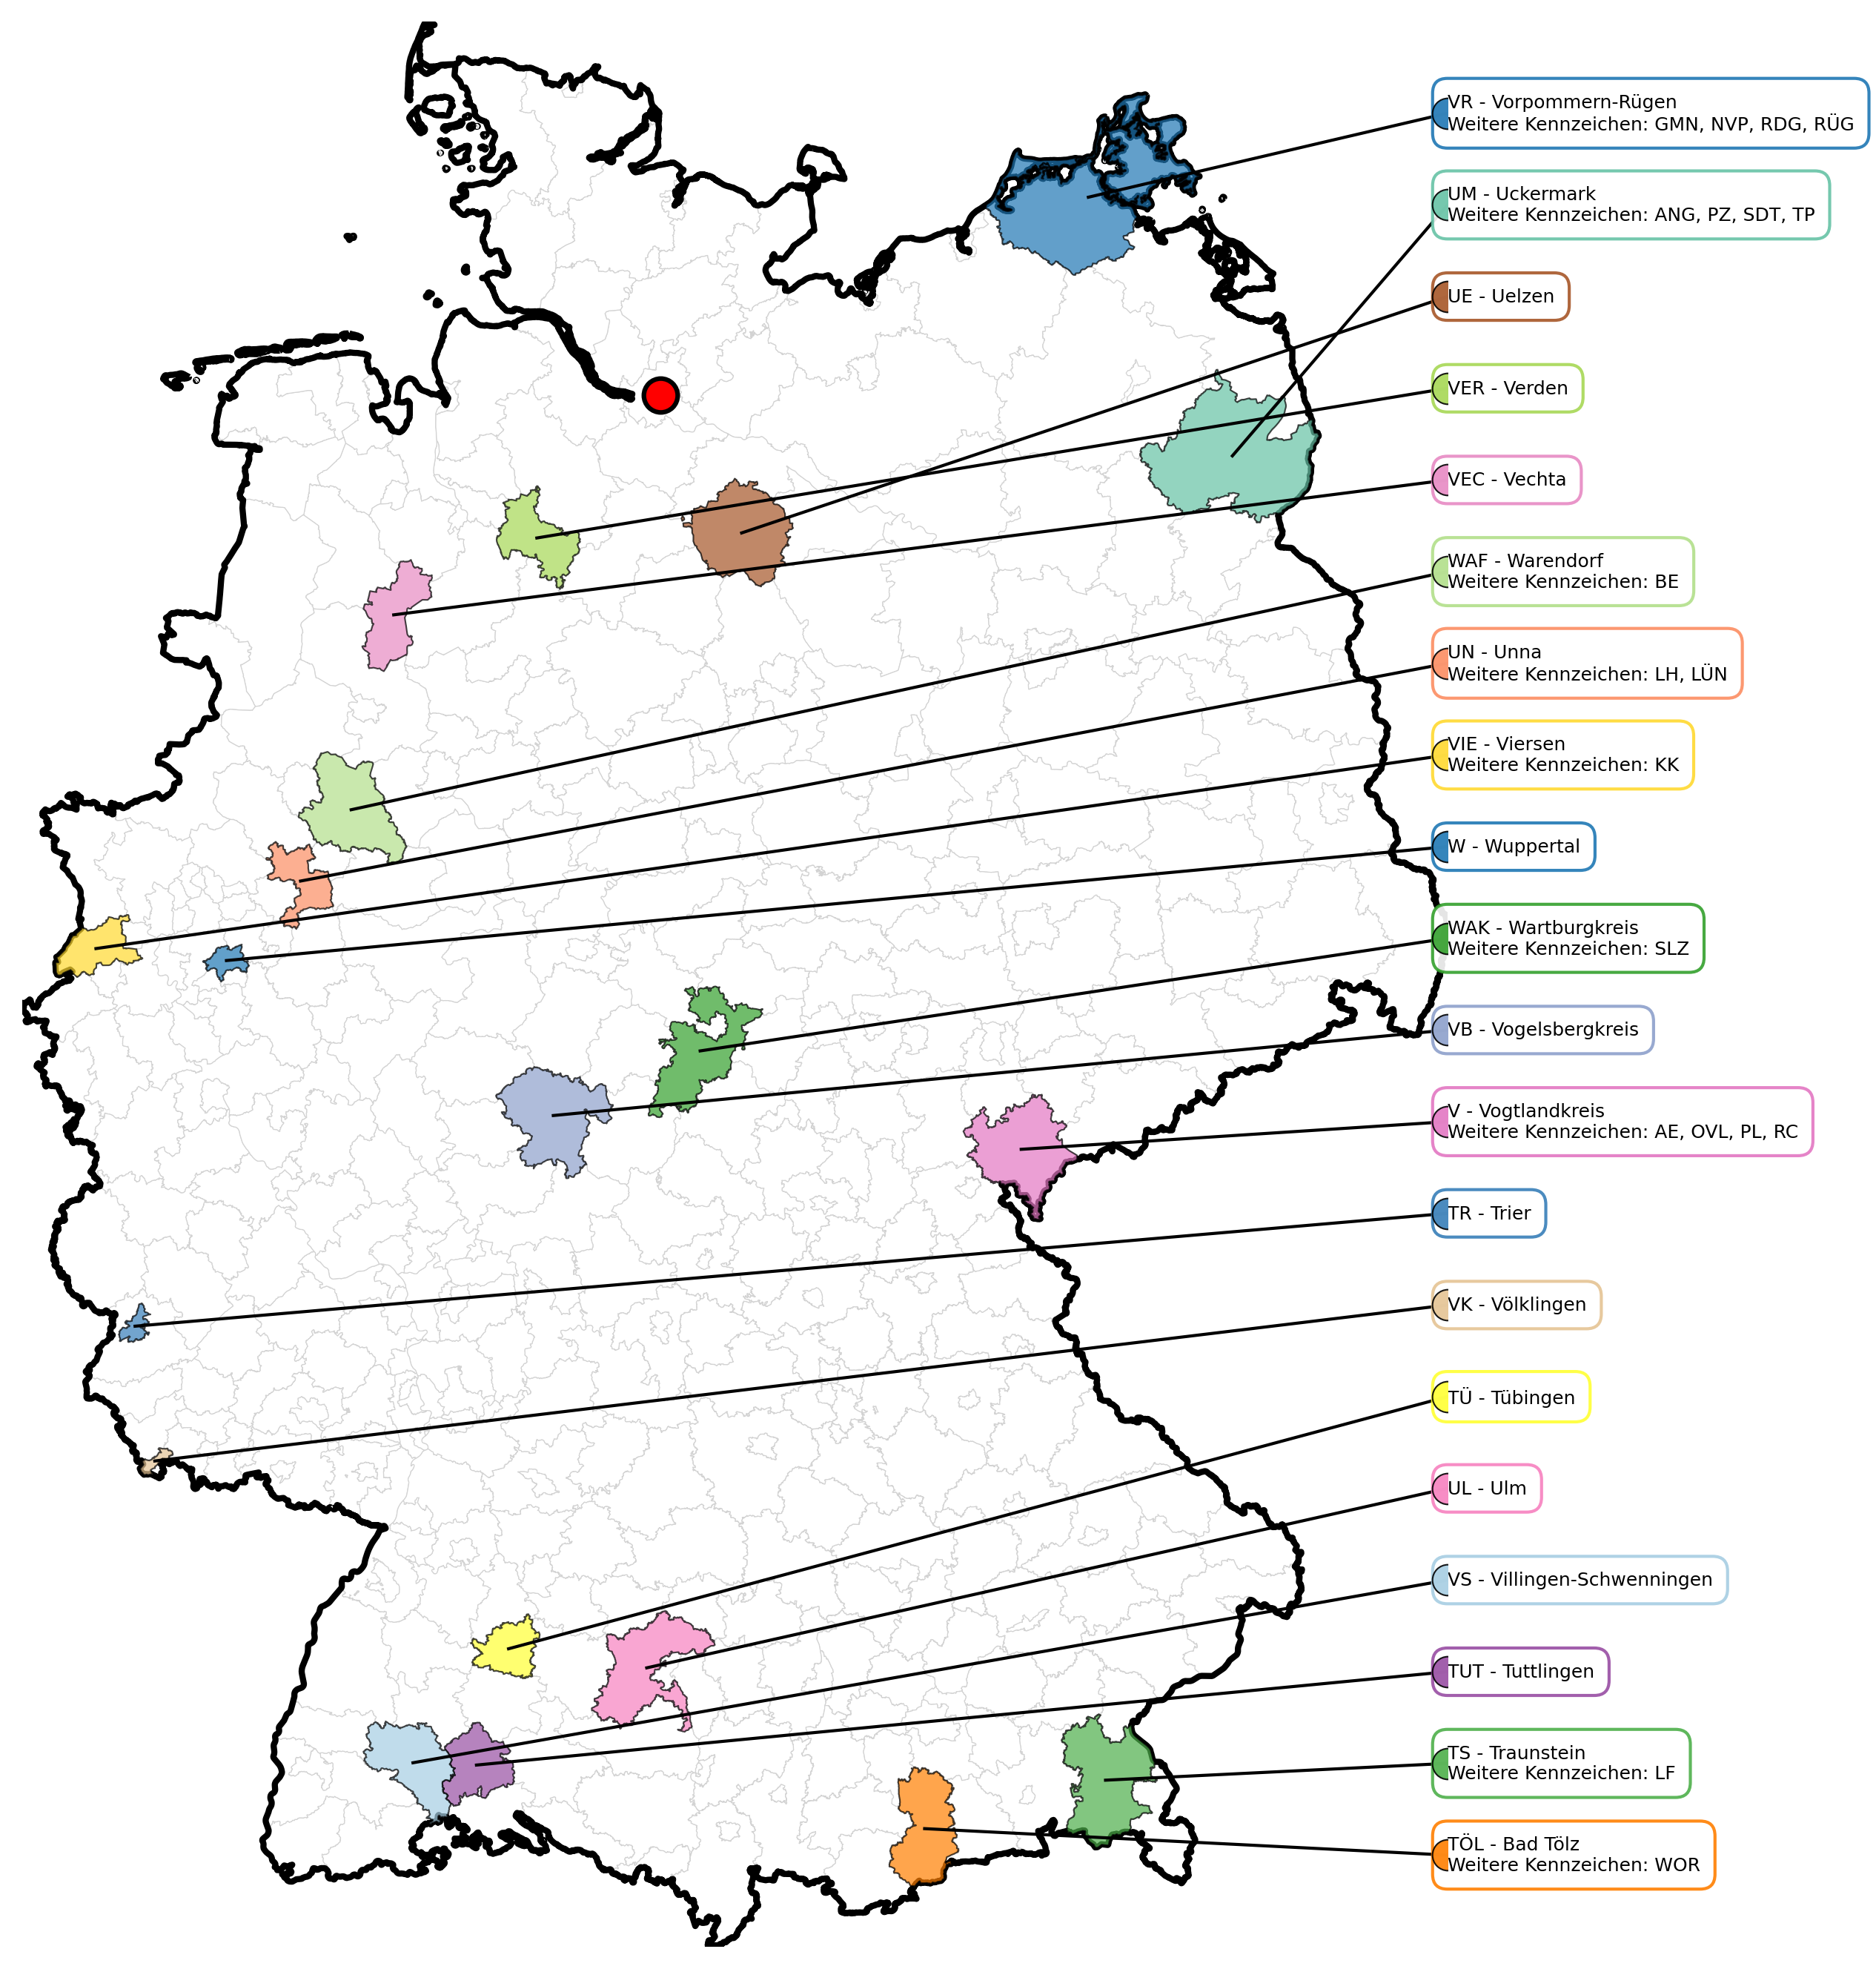 VR - Vorpommern-Rügen
Weitere Kennzeichen: GMN, NVP, RDG, RÜG
UM - Uckermark
Weitere Kennzeichen: ANG, PZ, SDT, TP
UE - Uelzen
VER - Verden
VEC - Vechta
WAF - Warendorf
Weitere Kennzeichen: BE
UN - Unna
Weitere Kennzeichen: LH, LÜN
VIE - Viersen
Weitere Kennzeichen: KK
W - Wuppertal
WAK - Wartburgkreis
Weitere Kennzeichen: SLZ
VB - Vogelsbergkreis
V - Vogtlandkreis
Weitere Kennzeichen: AE, OVL, PL, RC
TR - Trier
VK - Völklingen
TÜ - Tübingen
UL - Ulm
VS - Villingen-Schwenningen
TUT - Tuttlingen
TS - Traunstein
Weitere Kennzeichen: LF
TÖL - Bad Tölz
Weitere Kennzeichen: WOR